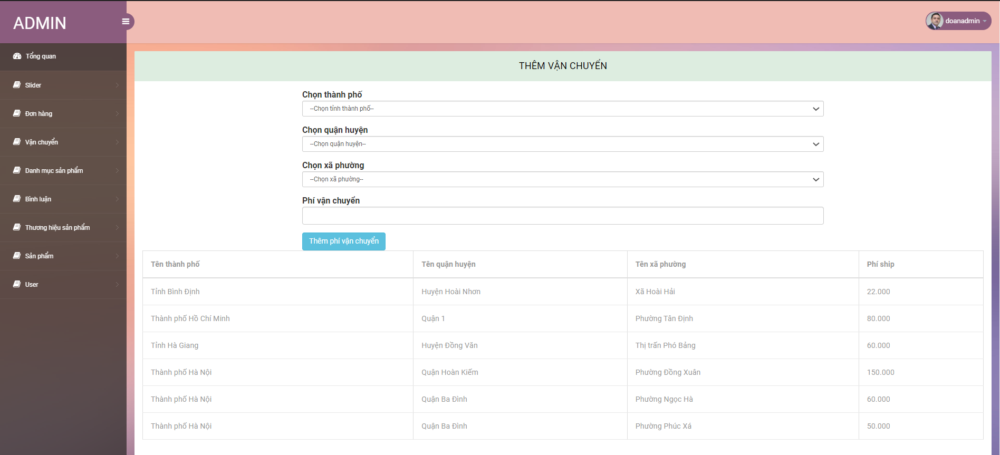 ADMIN
doanadmin
Tổng quan
Slider
Đơn hàng
Vận chuyển
Danh mục sản phẩm
Bình luận
Thương hiệu sản phẩm
Sản phẩm
User
THÊM VẬN CHUYỂN
Chọn thành phố
--Chọn tỉnh thành phố--
Chọn quận huyện
--Chọn quận huyện--
Chọn xã phường
--Chọn xã phường--
Phí vận chuyển
Thêm phí vận chuyển
Tên thành phố Tên quận huyện Tên xã phường Phí ship
Tỉnh Bình Định Huyện Hoài Nhơn Xã Hoài Hải 22.000
Thành phố Hồ Chí Minh Quận 1 Phường Tân Định 80.000
Tỉnh Hà Giang Huyện Đồng Văn Thị trấn Phó Bảng 60.000
Thành phố Hà Nội Quận Hoàn Kiếm Phường Đồng Xuân 150.000
Thành phố Hà Nội Quận Ba Đình Phường Ngọc Hà 60.000
Thành phố Hà Nội Quận Ba Đình Phường Phúc Xá 50.000